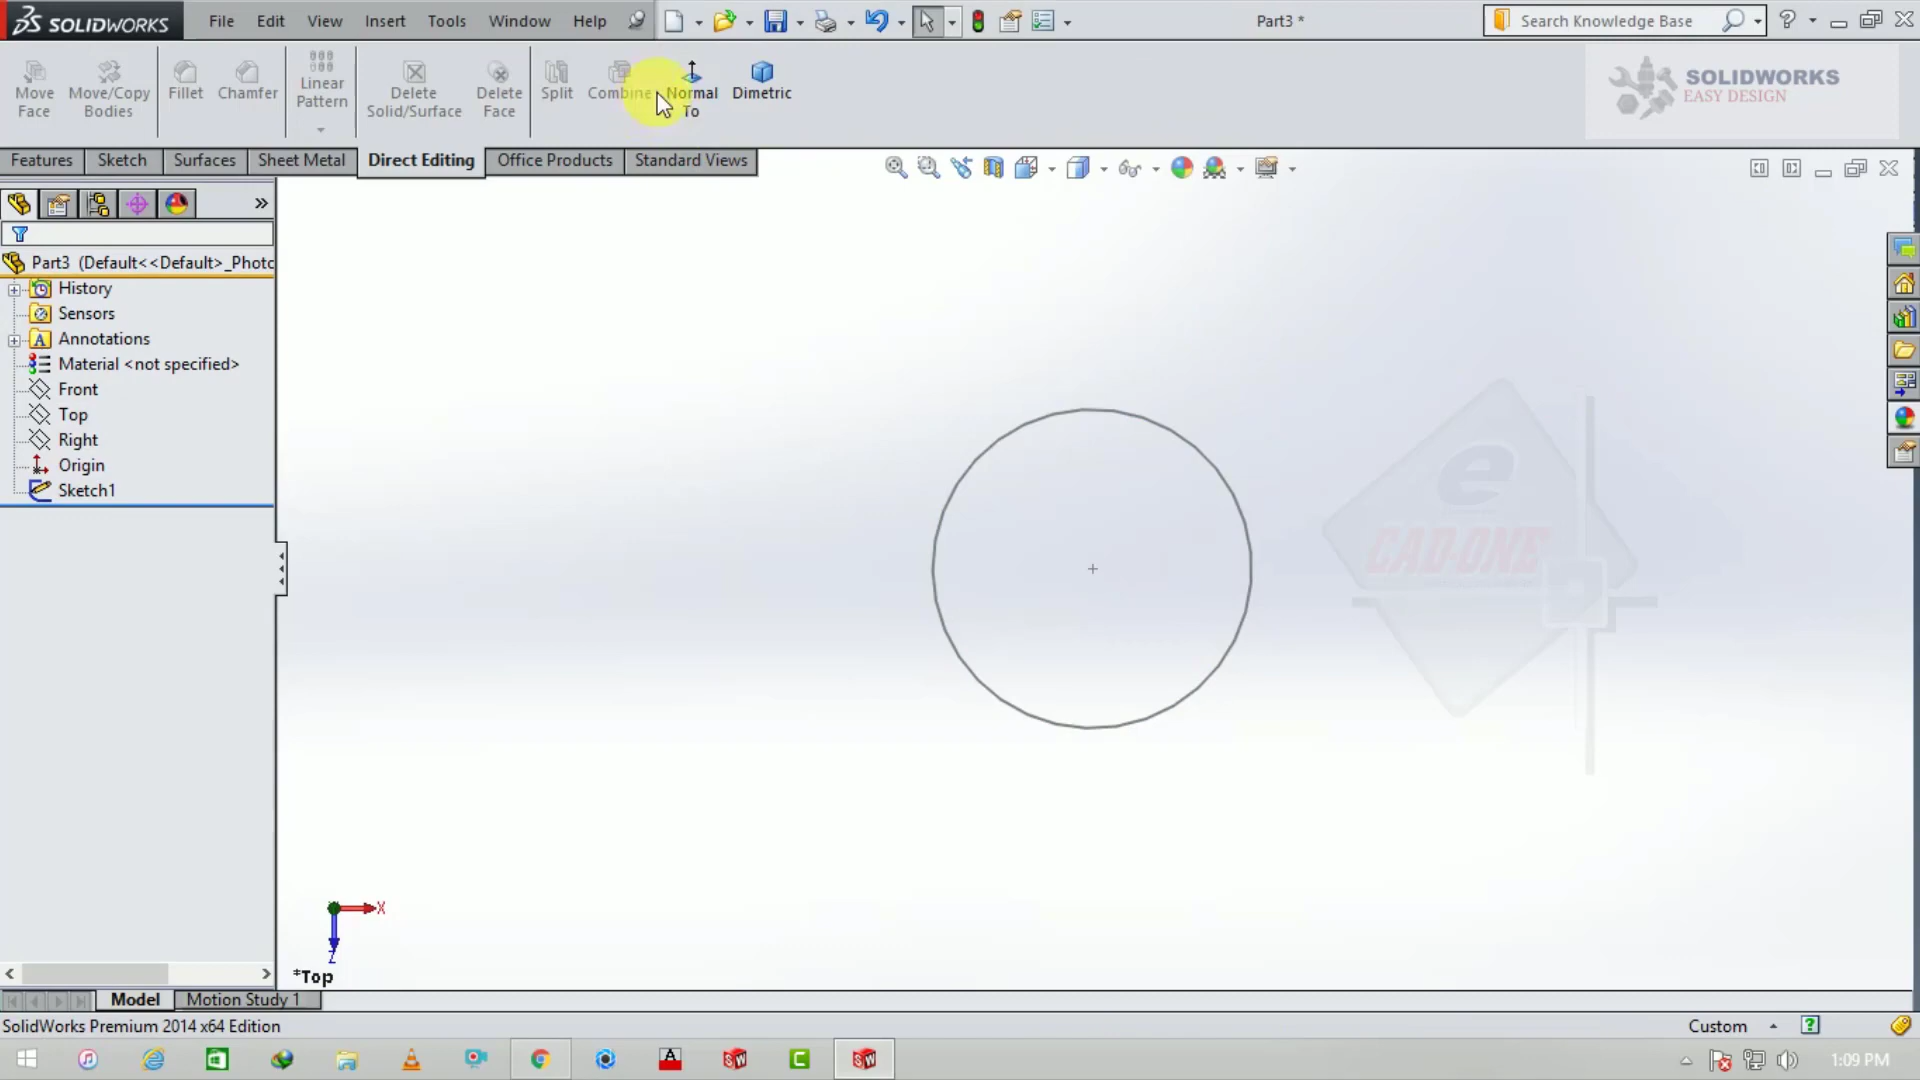 SOLIDWORKS File Edit View Insert Tools Window Help Part3 * Search Knowledge Base
Move Face
Move/Copy Bodies
Fillet
Chamfer
Linear Pattern
Delete Solid/Surface
Delete Face
Split
Combine
Normal To
Dimetric
SOLIDWORKS
EASY DESIGN
Features Sketch Surfaces Sheet Metal Direct Editing Office Products Standard Views
Part3 (Default<<Default>_Photo
History
Sensors
Annotations
Material <not specified>
Front
Top
Right
Origin
Sketch1
e
CAD-ONE
X
Z
*Top
Model Motion Study 1
SolidWorks Premium 2014 x64 Edition Custom
1:09 PM